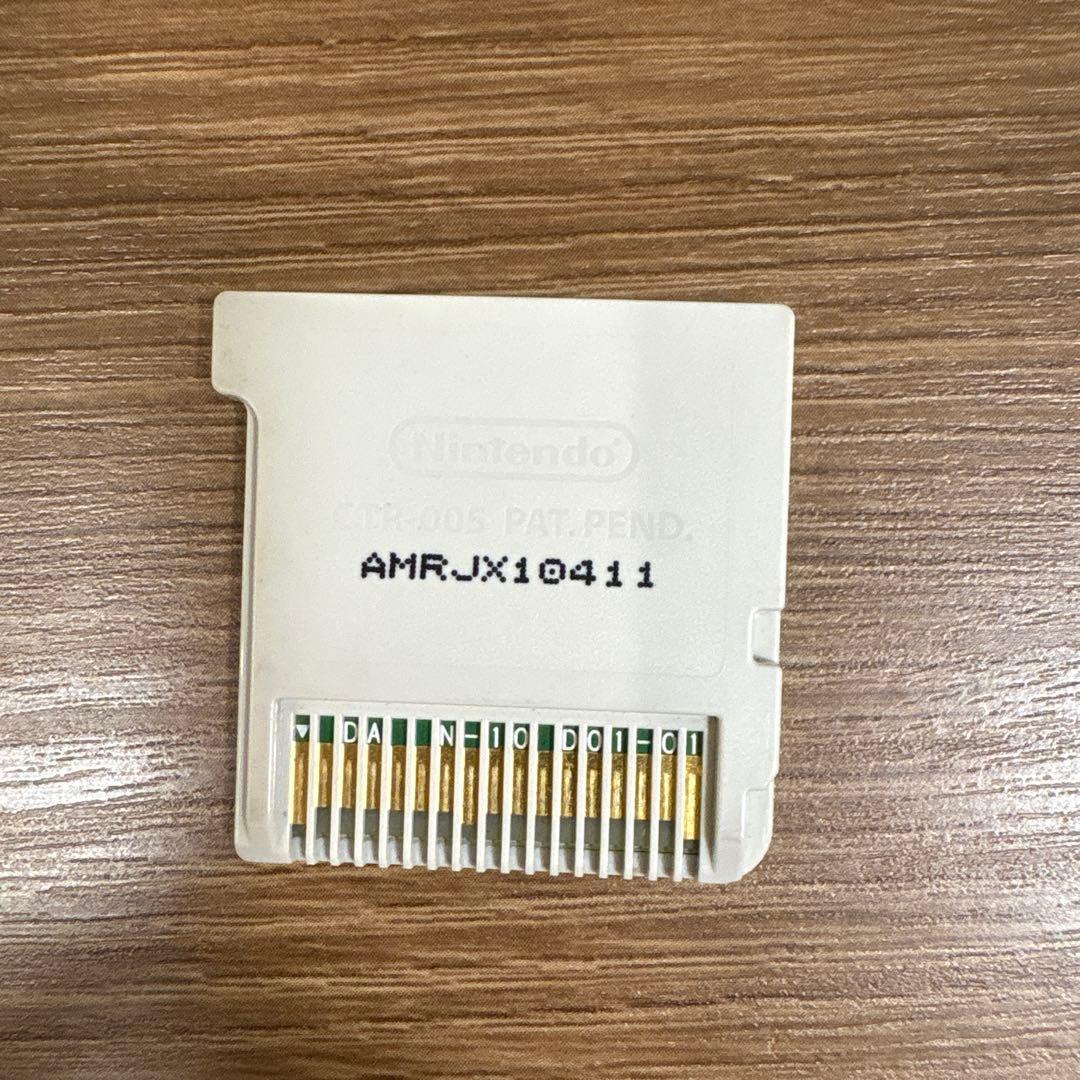 Nintendo
CTR-005 PAT. PEND.
AMRJX10411
DA N-10 D01-01